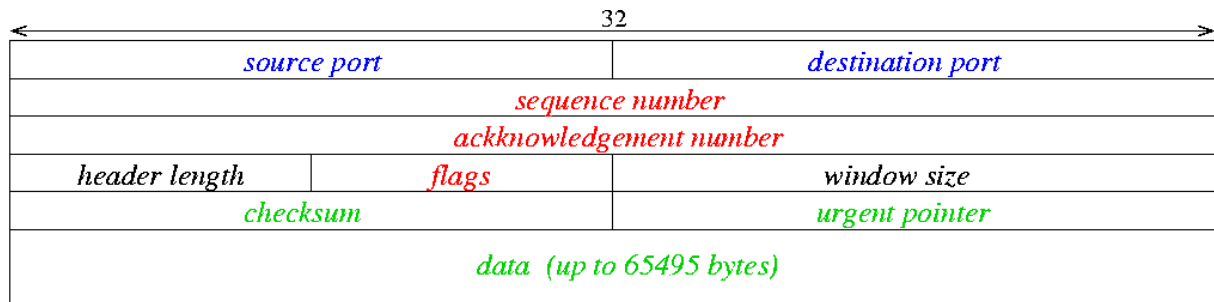 32
source port destination port
sequence number
ackknowledgement number
header length flags window size
checksum urgent pointer
data (up to 65495 bytes)